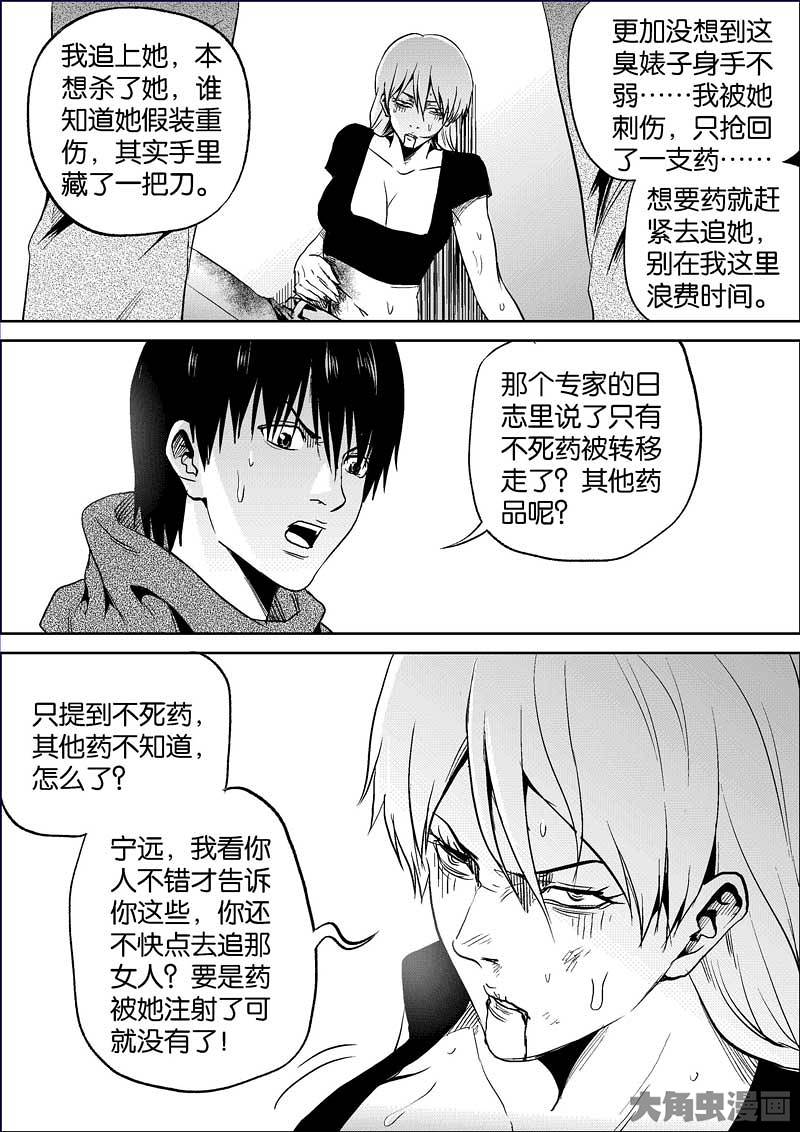 我追上她，本
想杀了她，谁
知道她假装重
伤，其实手里
藏了一把刀。
更加没想到这
臭婊子身手不
弱……我被她
刺伤，只抢回
了一支药……
想要药就赶
紧去追她，
别在我这里
浪费时间。
那个专家的日
志里说了只有
不死药被转移
走了？其他药
品呢？
只提到不死药，
其他药不知道，
怎么了？
宁远，我看你
人不错才告诉
你这些，你还
不快点去追那
女人？要是药
被她注射了可
就没有了！
大角虫漫画